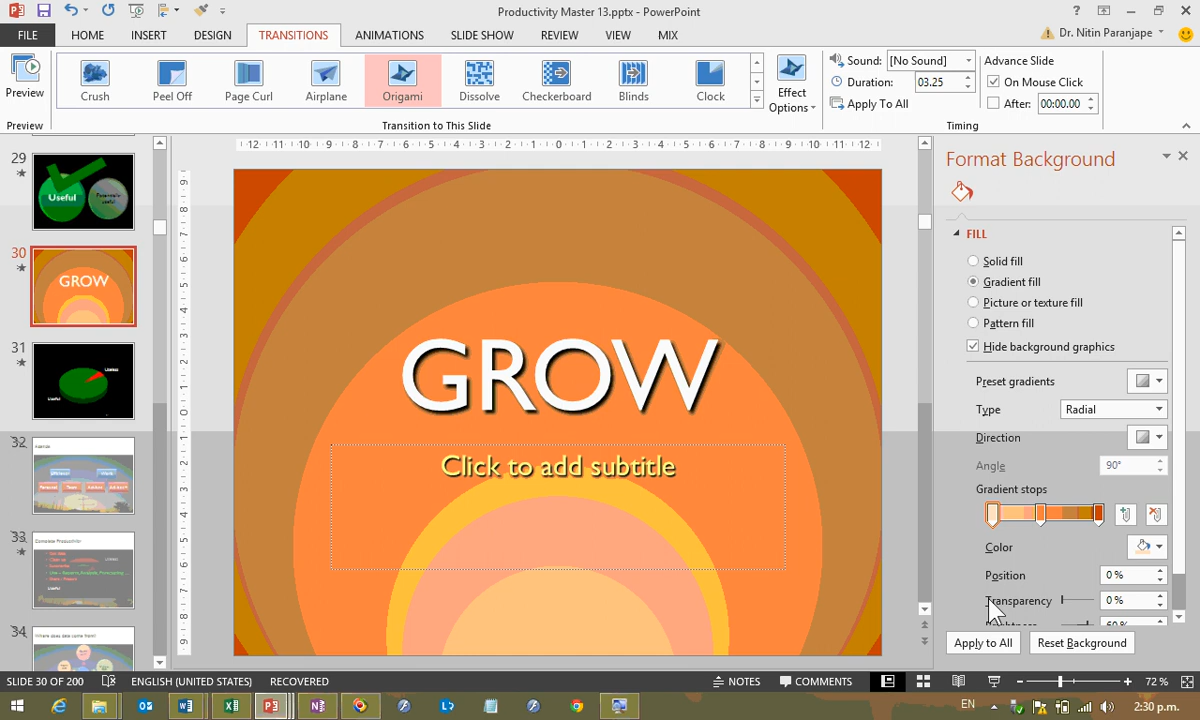 Productivity Master 13.pptx - PowerPoint
FILE HOME INSERT DESIGN TRANSITIONS ANIMATIONS SLIDE SHOW REVIEW VIEW MIX
Dr. Nitin Paranjape
Preview
Crush Peel Off Page Curl Airplane Origami Dissolve Checkerboard Blinds Clock
Effect
Options
Sound: [No Sound]
Duration: 03.25
Apply To All
Advance Slide
On Mouse Click
After: 00:00.00
Preview
Transition to This Slide
Timing
29
Useful
30
GROW
31
Useful
32
33
Useful
34
GROW
Click to add subtitle
Format Background
FILL
Solid fill
Gradient fill
Picture or texture fill
Pattern fill
Hide background graphics
Preset gradients
Type Radial
Direction
Angle 90°
Gradient stops
Color
Position 0 %
Transparency 0 %
Apply to All Reset Background
SLIDE 30 OF 200 ENGLISH (UNITED STATES) RECOVERED NOTES COMMENTS 72 %
EN 2:30 p.m.